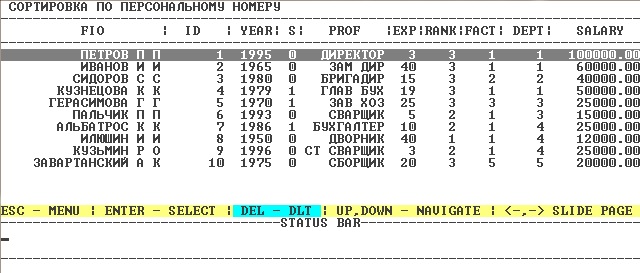 СОРТИРОВКА ПО ПЕРСОНАЛЬНОМУ НОМЕРУ
FIO ¦ ID ¦ YEAR¦ S¦ PROF ¦EXP¦RANK¦FACT¦ DEPT¦ SALARY
ПЕТРОВ П П 1 1995 0 ДИРЕКТОР 3 3 1 1 100000.00
ИВАНОВ И И 2 1965 0 ЗАМ ДИР 40 3 1 1 60000.00
СИДОРОВ С С 3 1980 0 БРИГАДИР 15 3 2 2 40000.00
КУЗНЕЦОВА К К 4 1979 1 ГЛАВ БУХ 19 3 1 1 50000.00
ГЕРАСИМОВА Г Г 5 1970 1 ЗАВ ХОЗ 25 3 3 3 25000.00
ПАЛЬЧИК П П 6 1993 0 СВАРЩИК 5 2 1 3 15000.00
АЛЬБАТРОС К К 7 1986 1 БУХГАЛТЕР 10 2 1 4 25000.00
ИЛЮШИН И И 8 1950 0 ДВОРНИК 40 1 1 4 12000.00
КУЗЬМИН Р О 9 1996 0 СТ СВАРЩИК 3 2 1 4 25000.00
ЗАВАРТАНСКИЙ А К 10 1975 0 СБОРЩИК 20 3 5 5 20000.00
ESC - MENU ¦ ENTER - SELECT ¦ DEL - DLT ¦ UP,DOWN - NAVIGATE ¦ <-,-> SLIDE PAGE
STATUS BAR